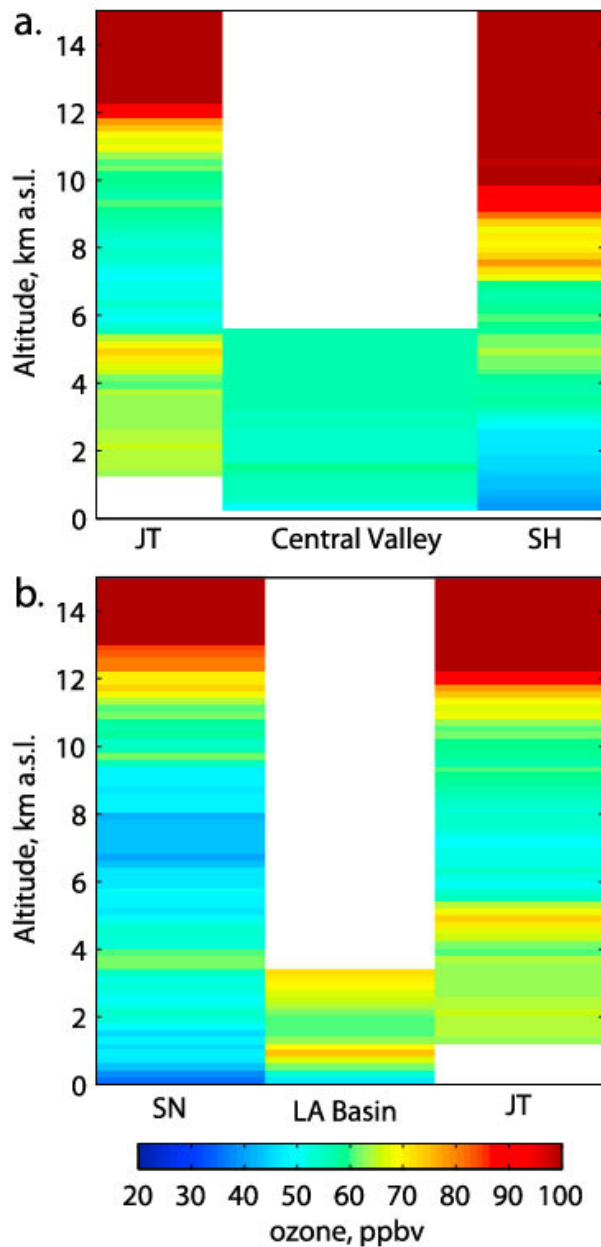 a.
14
12
10
8
6
4
2
0
Altitude, km a.s.l.
JT Central Valley SH
b.
14
12
10
8
6
4
2
0
Altitude, km a.s.l.
SN LA Basin JT
20 30 40 50 60 70 80 90 100
ozone, ppbv